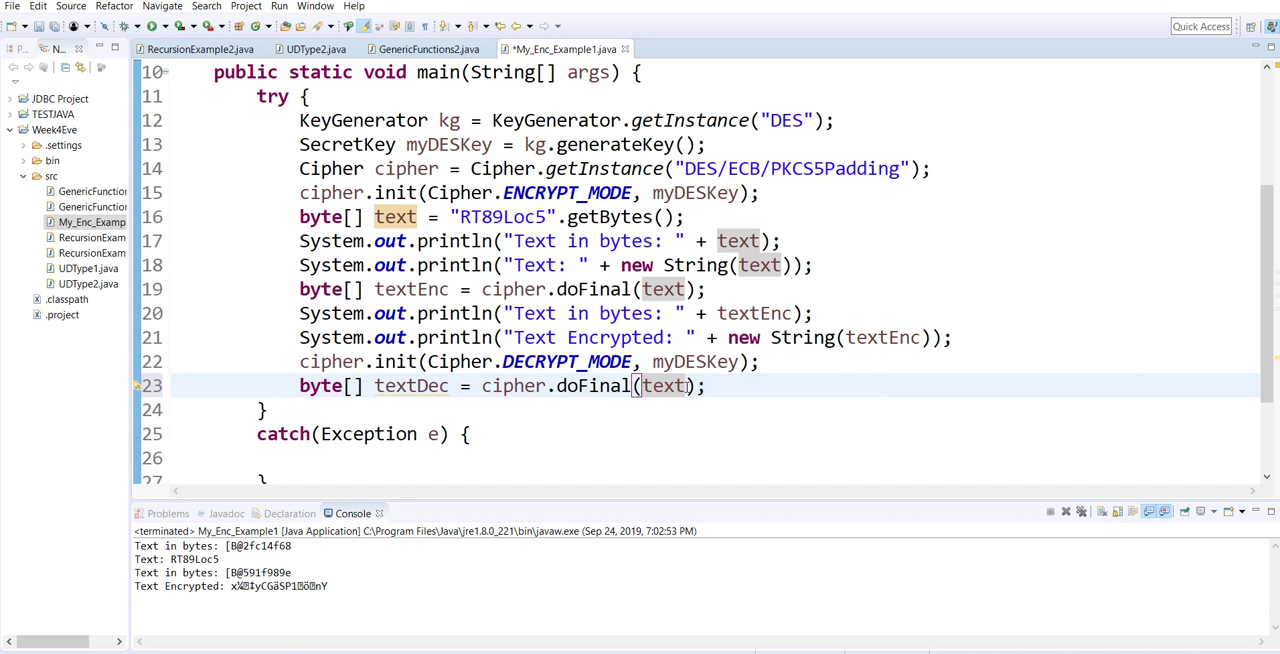 File Edit Source Refactor Navigate Search Project Run Window Help
Quick Access
P... N...
RecursionExample2.java UDType2.java GenericFunctions2.java *My_Enc_Example1.java
JDBC Project
TESTJAVA
Week4Eve
.settings
bin
src
GenericFunction
GenericFunction
My_Enc_Examp
RecursionExam
RecursionExam
UDType1.java
UDType2.java
.classpath
.project
10 public static void main(String[] args) {
11 try {
12 KeyGenerator kg = KeyGenerator.getInstance("DES");
13 SecretKey myDESKey = kg.generateKey();
14 Cipher cipher = Cipher.getInstance("DES/ECB/PKCS5Padding");
15 cipher.init(Cipher.ENCRYPT_MODE, myDESKey);
16 byte[] text = "RT89Loc5".getBytes();
17 System.out.println("Text in bytes: " + text);
18 System.out.println("Text: " + new String(text));
19 byte[] textEnc = cipher.doFinal(text);
20 System.out.println("Text in bytes: " + textEnc);
21 System.out.println("Text Encrypted: " + new String(textEnc));
22 cipher.init(Cipher.DECRYPT_MODE, myDESKey);
23 byte[] textDec = cipher.doFinal(text);
24 }
25 catch(Exception e) {
26
27 }
Problems Javadoc Declaration Console
<terminated> My_Enc_Example1 [Java Application] C:\Program Files\Java\jre1.8.0_221\bin\javaw.exe (Sep 24, 2019, 7:02:53 PM)
Text in bytes: [B@2fc14f68
Text: RT89Loc5
Text in bytes: [B@591f989e
Text Encrypted: